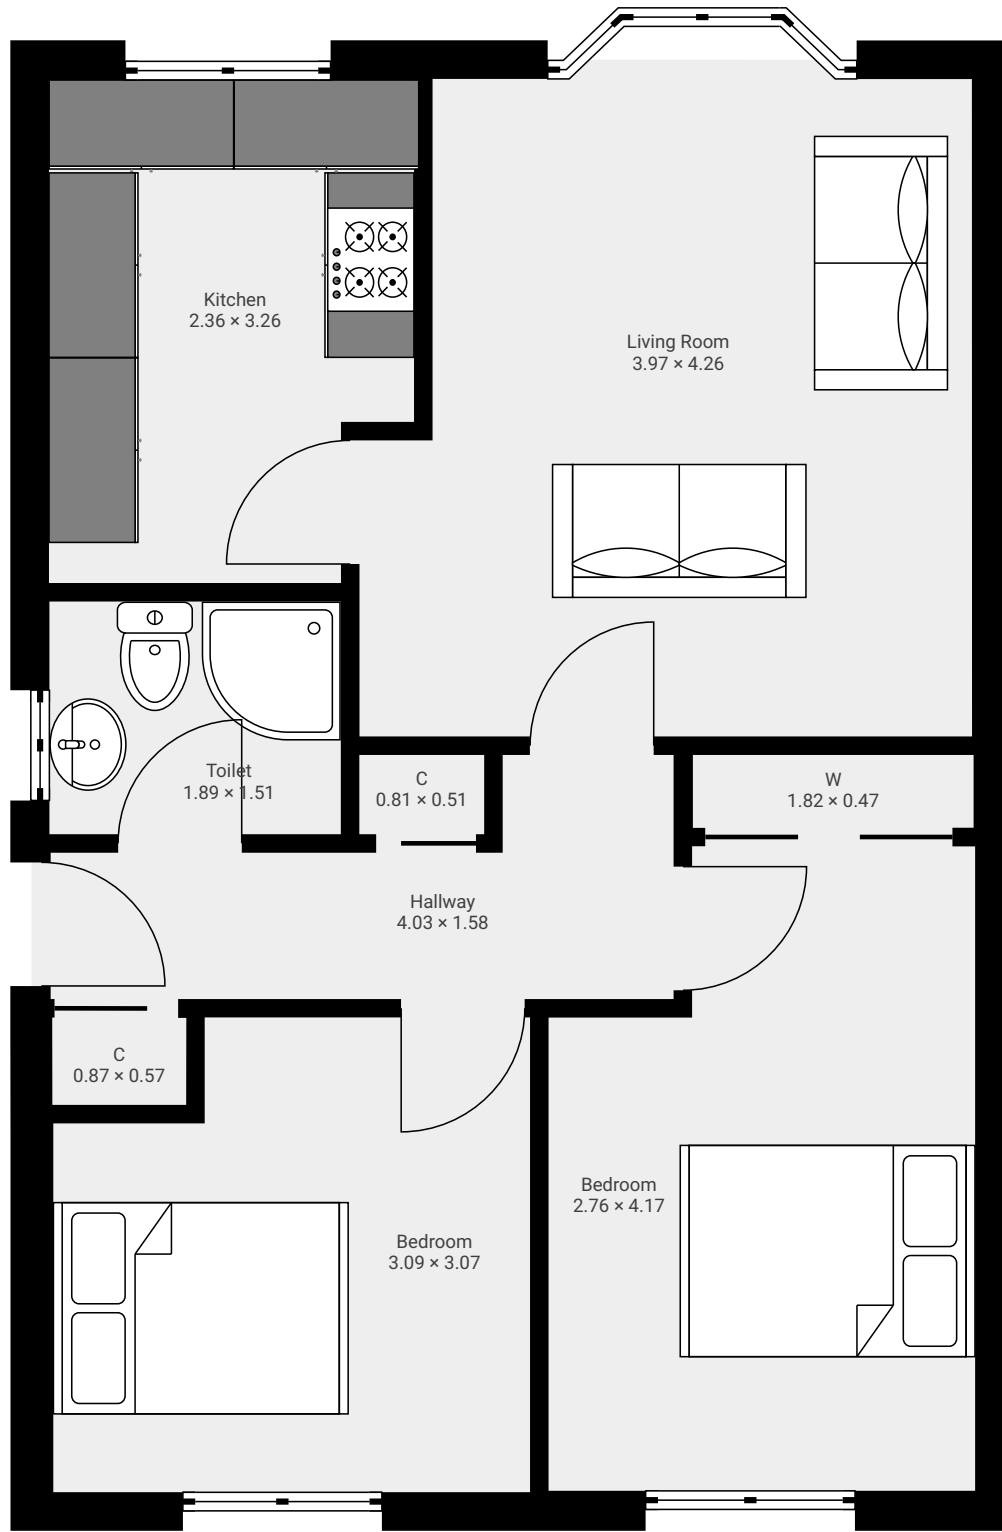 Kitchen
2.36 × 3.26
Living Room
3.97 × 4.26
Toilet
1.89 × 1.51
C
0.81 × 0.51
W
1.82 × 0.47
Hallway
4.03 × 1.58
C
0.87 × 0.57
Bedroom
2.76 × 4.17
Bedroom
3.09 × 3.07